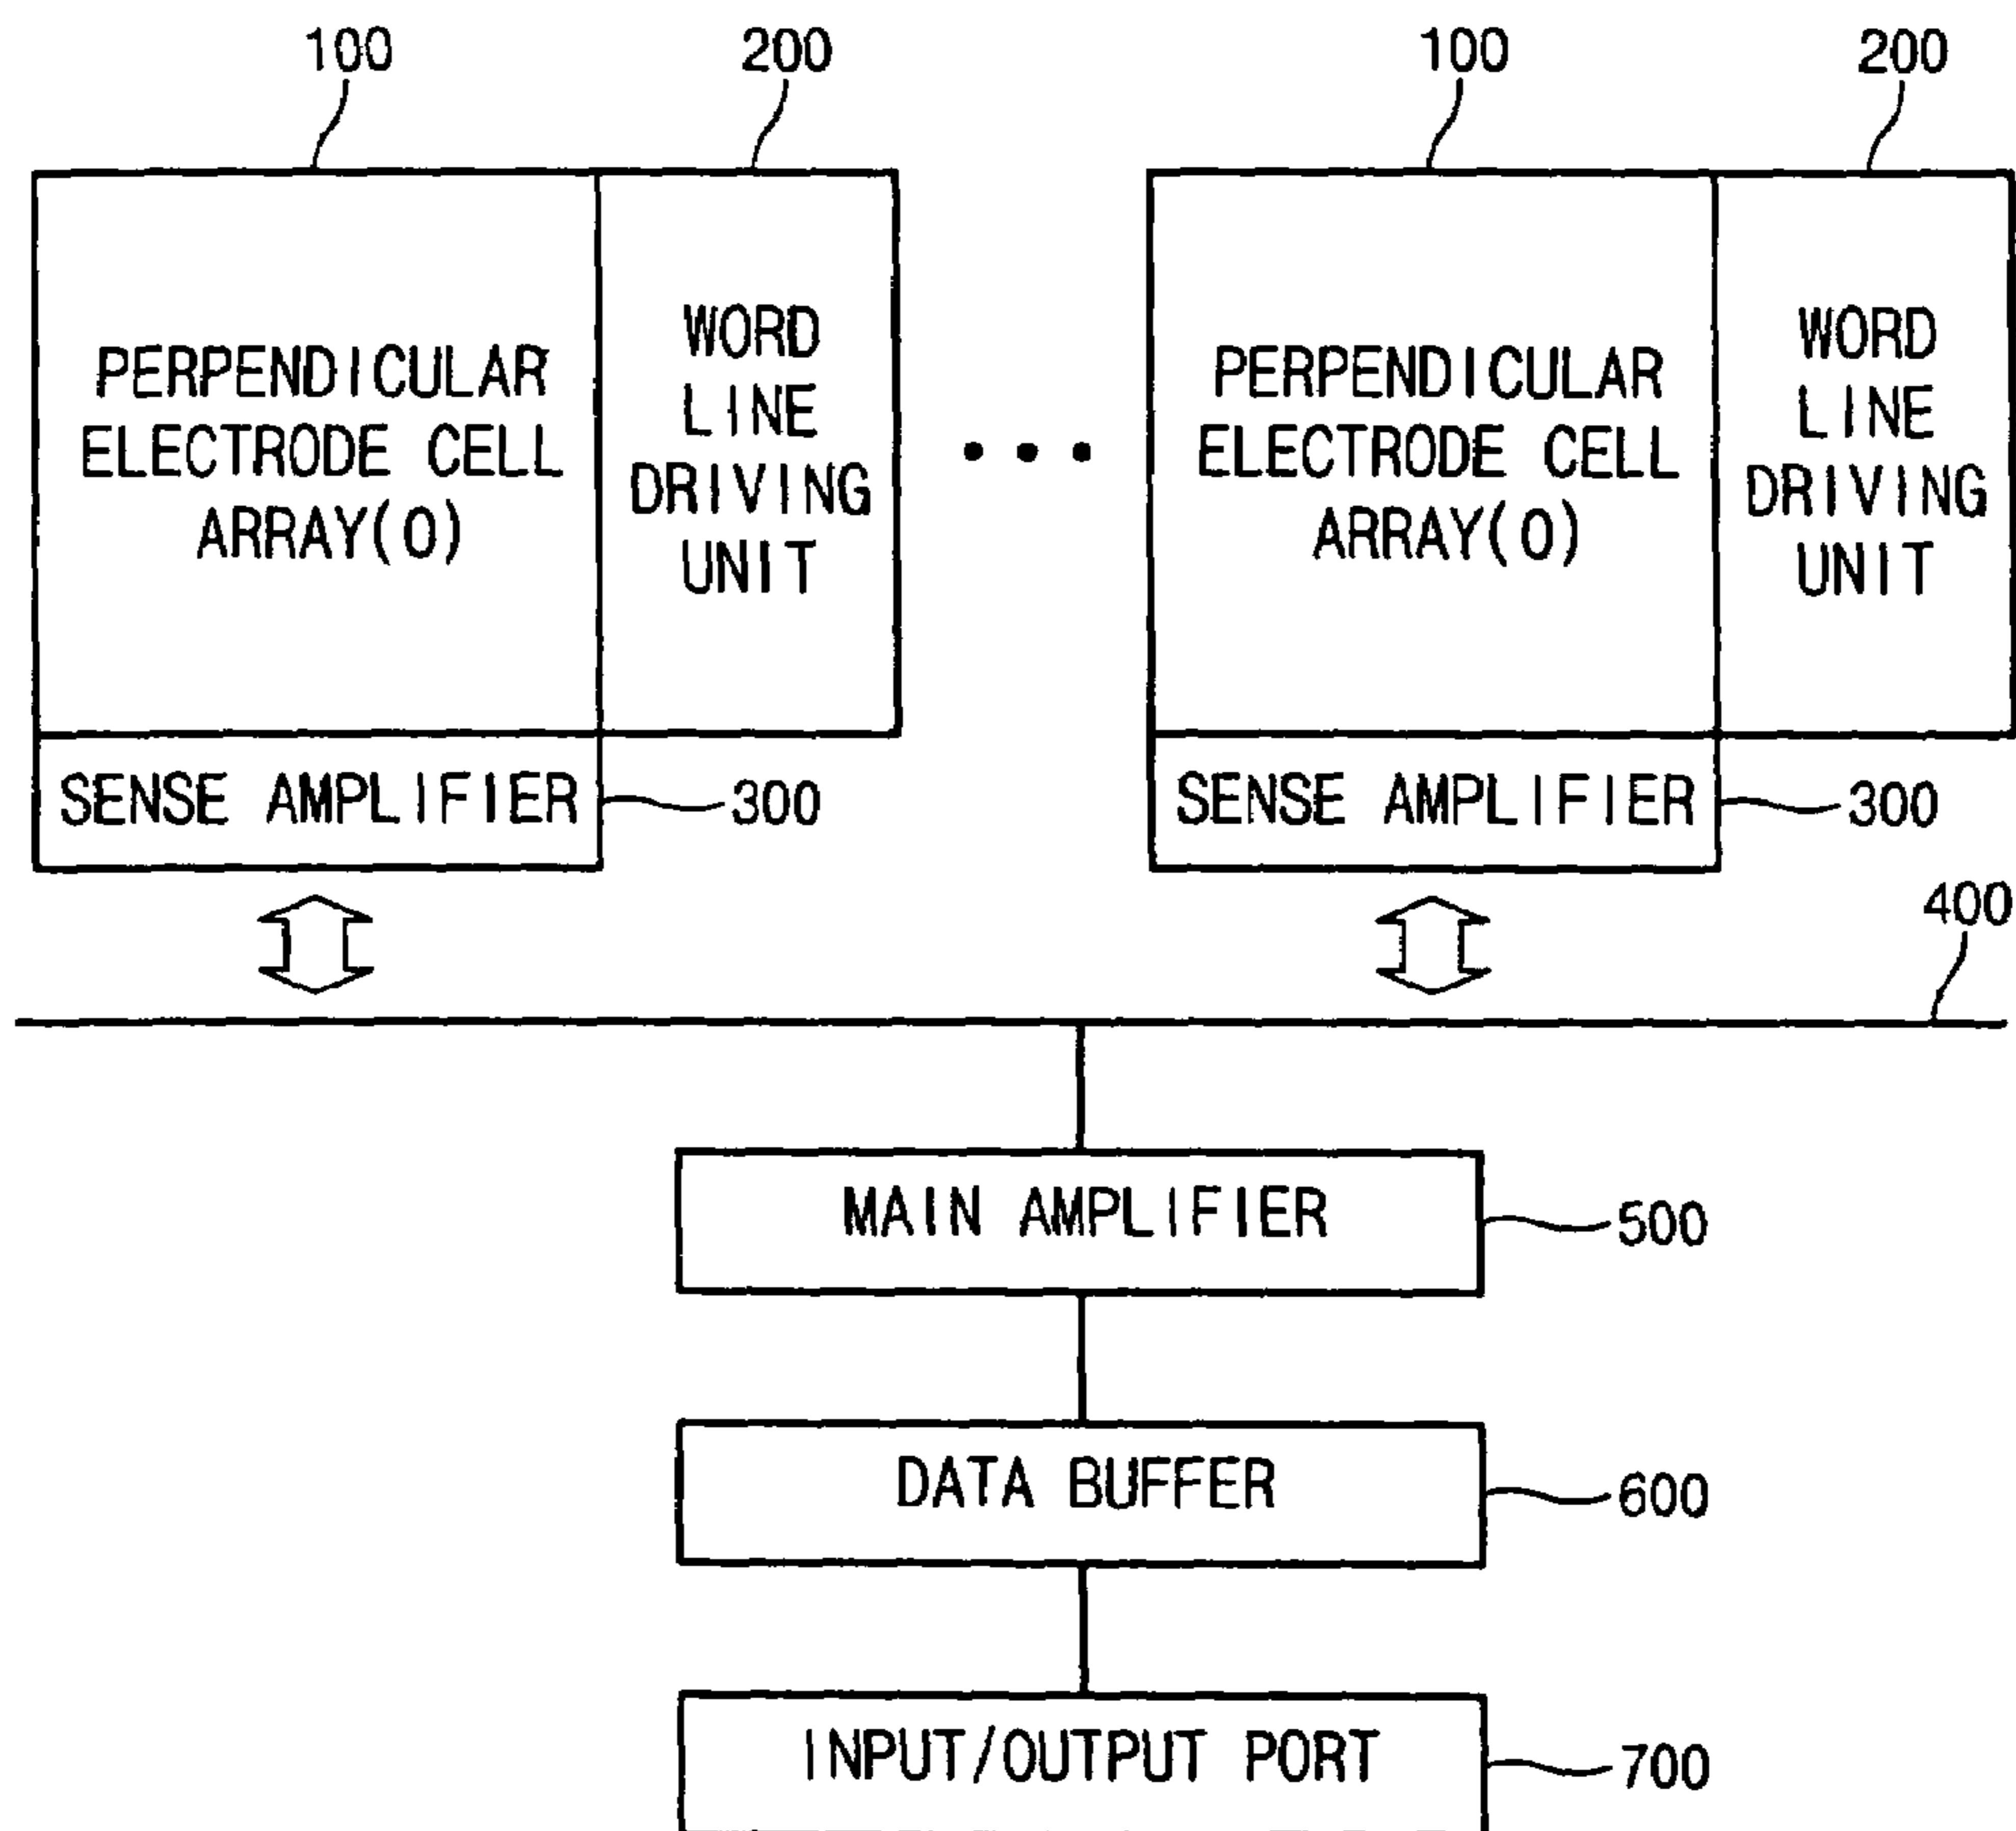 100
200
100
200
PERPENDICULAR
ELECTRODE CELL
ARRAY(0)
WORD
LINE
DRIVING
UNIT
• • •
PERPENDICULAR
ELECTRODE CELL
ARRAY(0)
WORD
LINE
DRIVING
UNIT
SENSE AMPLIFIER
300
SENSE AMPLIFIER
300
400
MAIN AMPLIFIER
500
DATA BUFFER
600
INPUT/OUTPUT PORT
700